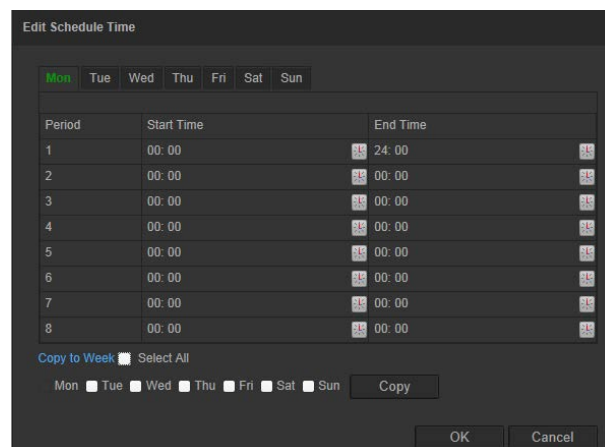 Edit Schedule Time
Mon Tue Wed Thu Fri Sat Sun
Period Start Time End Time
1 00: 00 24: 00
2 00: 00 00: 00
3 00: 00 00: 00
4 00: 00 00: 00
5 00: 00 00: 00
6 00: 00 00: 00
7 00: 00 00: 00
8 00: 00 00: 00
Copy to Week Select All
Mon Tue Wed Thu Fri Sat Sun Copy
OK Cancel